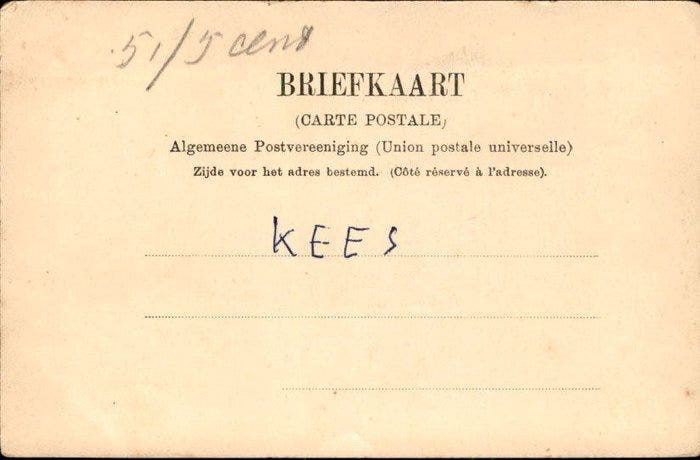 51/5 cent
BRIEFKAART
(CARTE POSTALE)
Algemeene Postvereeniging (Union postale universelle)
Zijde voor het adres bestemd. (Côté réservé à l'adresse).
KEES